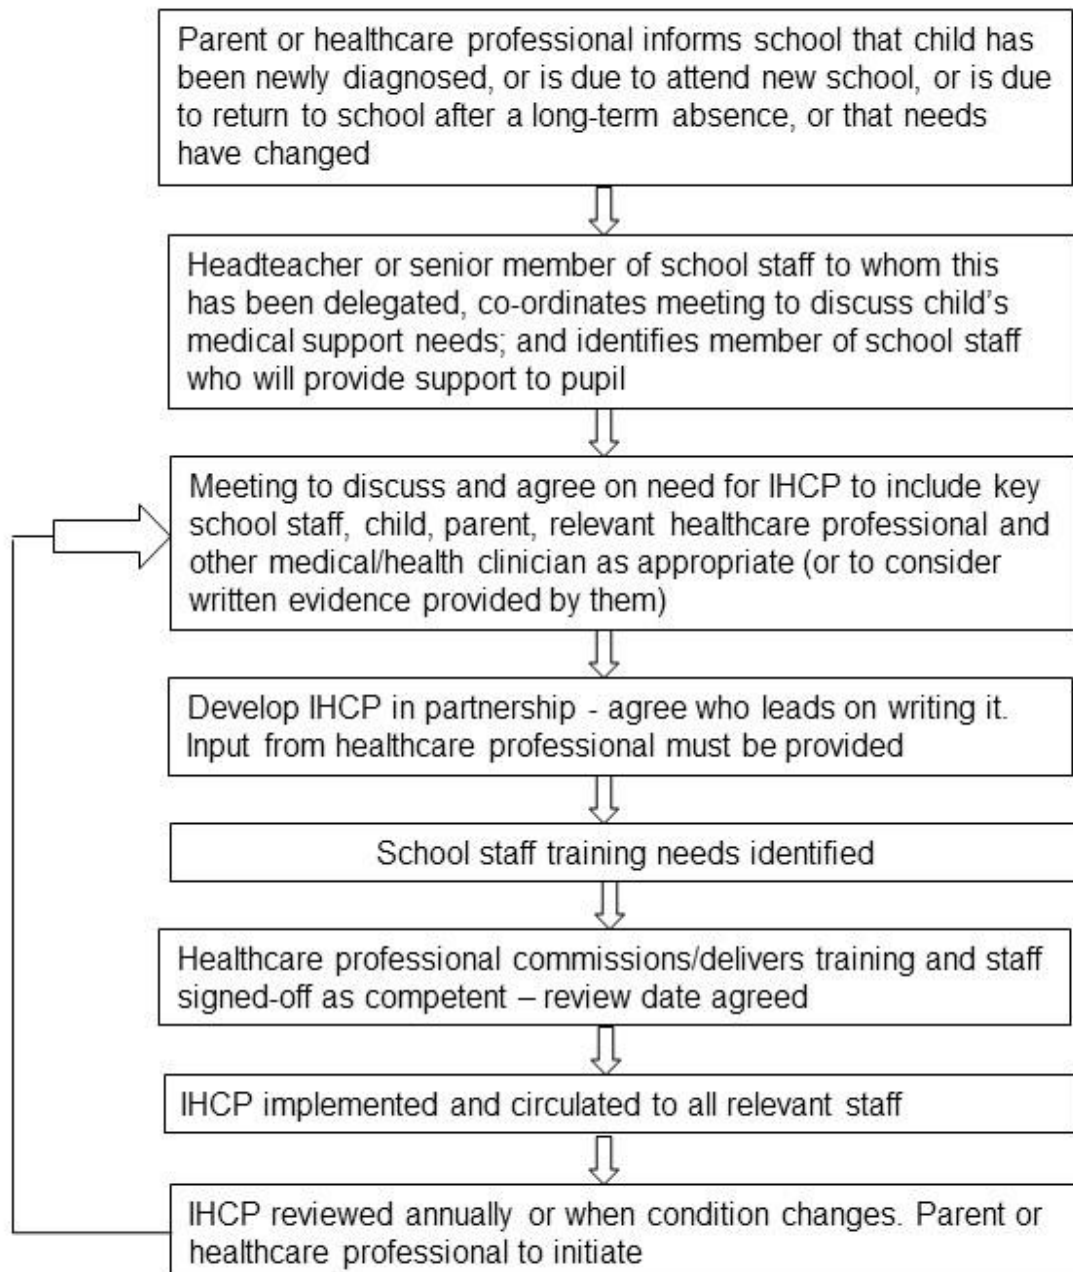 Parent or healthcare professional informs school that child has
been newly diagnosed, or is due to attend new school, or is due
to return to school after a long-term absence, or that needs
have changed
Headteacher or senior member of school staff to whom this
has been delegated, co-ordinates meeting to discuss child's
medical support needs; and identifies member of school staff
who will provide support to pupil
Meeting to discuss and agree on need for IHCP to include key
school staff, child, parent, relevant healthcare professional and
other medical/health clinician as appropriate (or to consider
written evidence provided by them)
Develop IHCP in partnership - agree who leads on writing it.
Input from healthcare professional must be provided
School staff training needs identified
Healthcare professional commissions/delivers training and staff
signed-off as competent – review date agreed
IHCP implemented and circulated to all relevant staff
IHCP reviewed annually or when condition changes. Parent or
healthcare professional to initiate